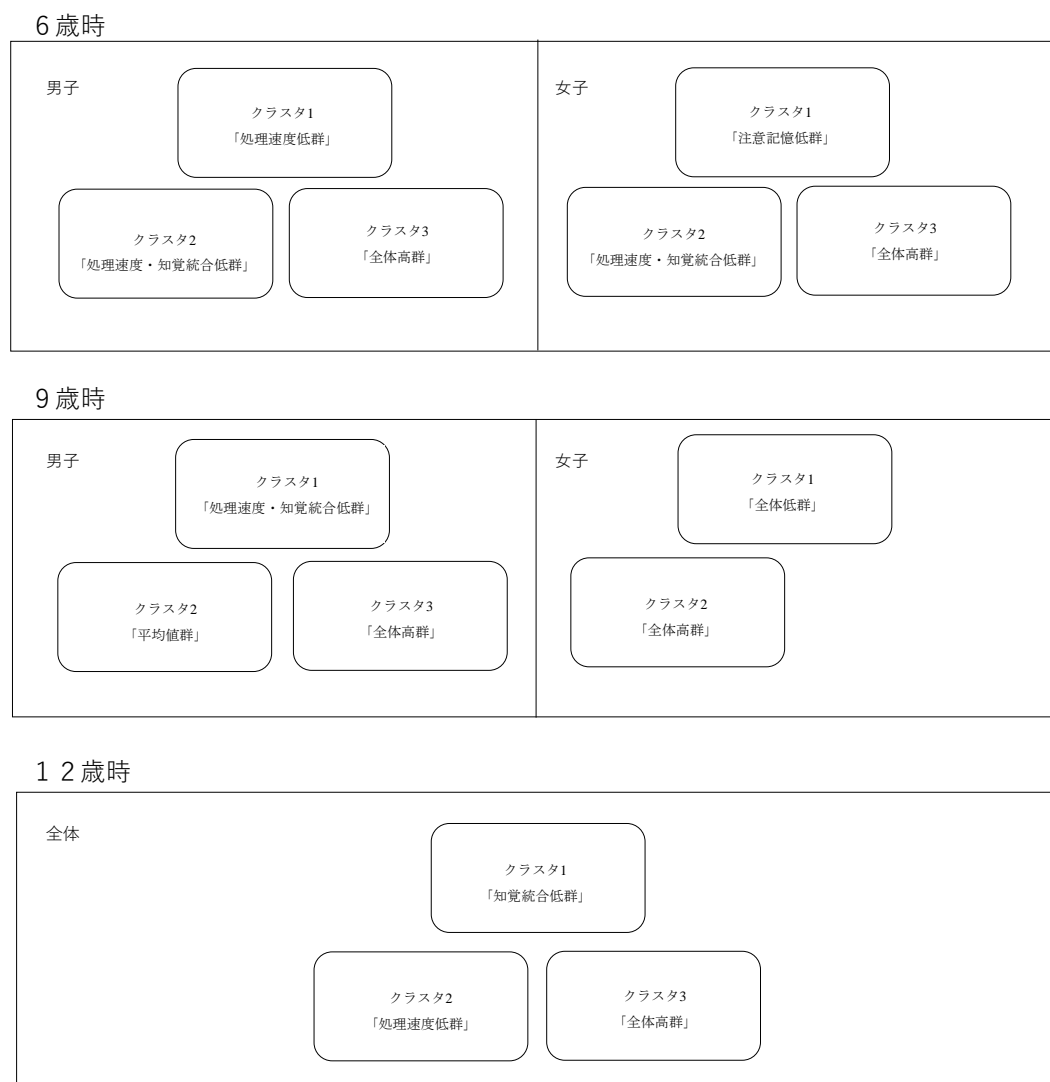 ６歳時
男子
クラスタ1
「処理速度低群」
クラスタ2
「処理速度・知覚統合低群」
クラスタ3
「全体高群」
女子
クラスタ1
「注意記憶低群」
クラスタ2
「処理速度・知覚統合低群」
クラスタ3
「全体高群」
９歳時
男子
クラスタ1
「処理速度・知覚統合低群」
クラスタ2
「平均値群」
クラスタ3
「全体高群」
女子
クラスタ1
「全体低群」
クラスタ2
「全体高群」
１２歳時
全体
クラスタ1
「知覚統合低群」
クラスタ2
「処理速度低群」
クラスタ3
「全体高群」